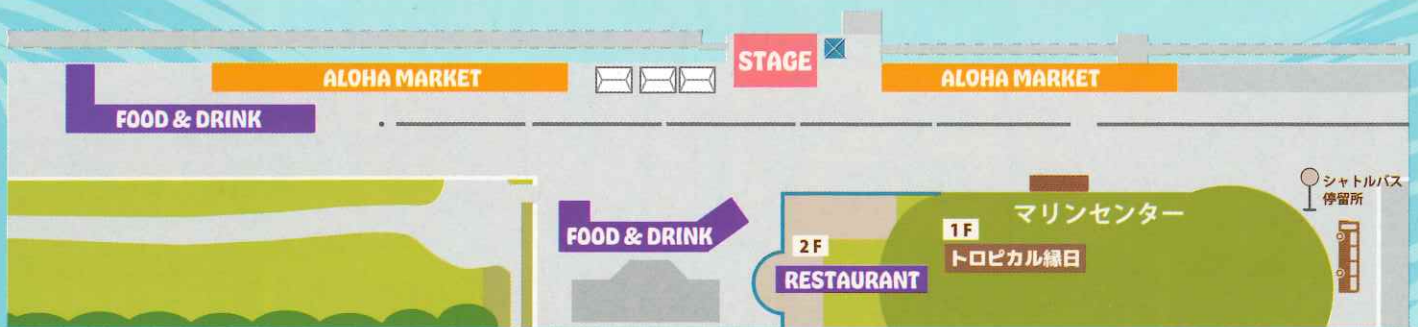 STAGE
ALOHA MARKET
ALOHA MARKET
FOOD & DRINK
シャトルバス
停留所
マリンセンター
FOOD & DRINK
1F
トロピカル縁日
2F
RESTAURANT